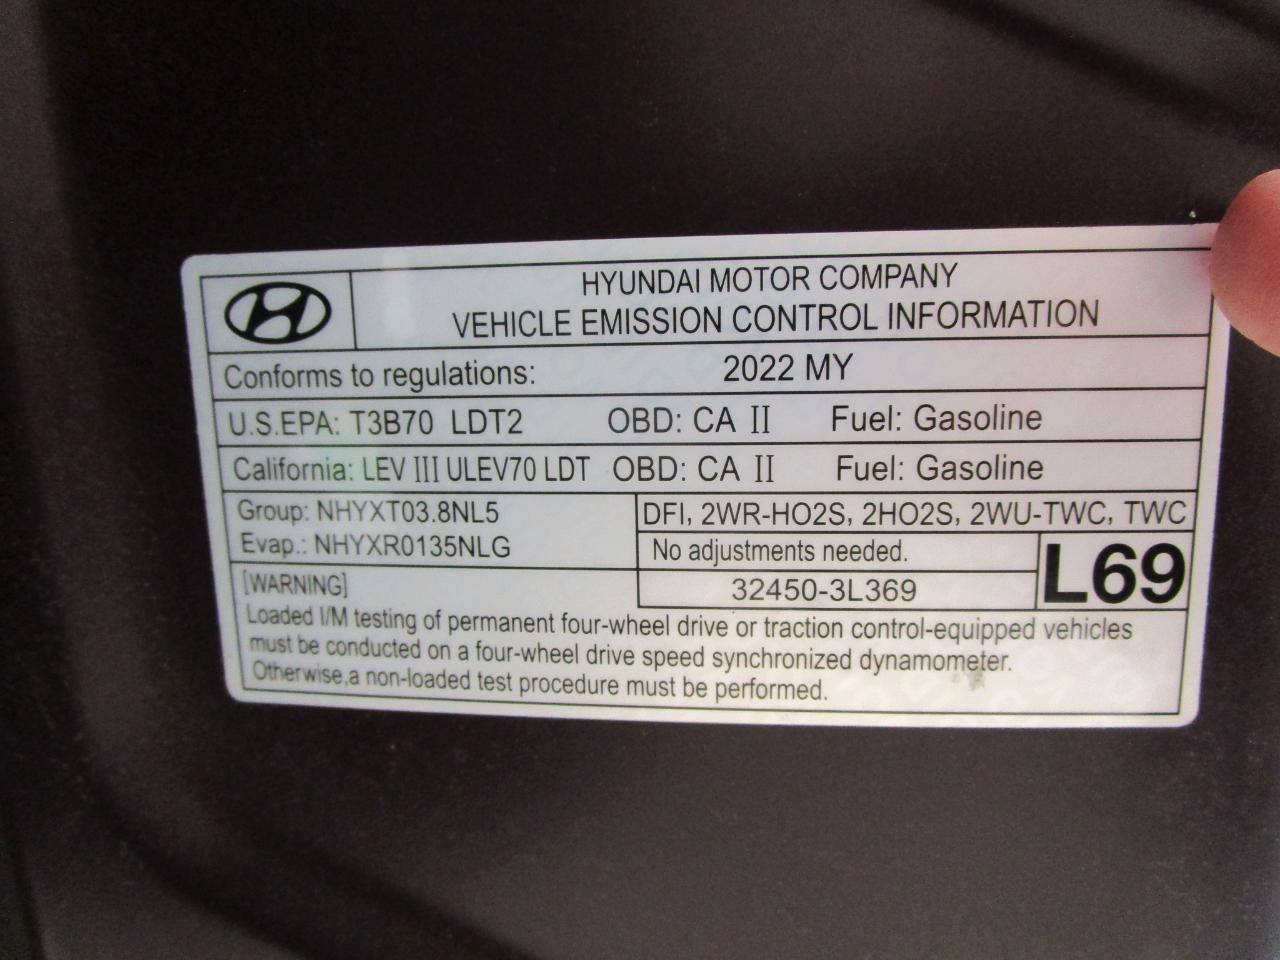 HYUNDAI MOTOR COMPANY
VEHICLE EMISSION CONTROL INFORMATION
Conforms to regulations: 2022 MY
U.S.EPA: T3B70 LDT2 OBD: CA II Fuel: Gasoline
California: LEV III ULEV70 LDT OBD: CA II Fuel: Gasoline
Group: NHYXT03.8NL5
Evap.: NHYXR0135NLG
DFI, 2WR-HO2S, 2HO2S, 2WU-TWC, TWC
No adjustments needed.
32450-3L369
L69
[WARNING]
Loaded I/M testing of permanent four-wheel drive or traction control-equipped vehicles
must be conducted on a four-wheel drive speed synchronized dynamometer.
Otherwise,a non-loaded test procedure must be performed.